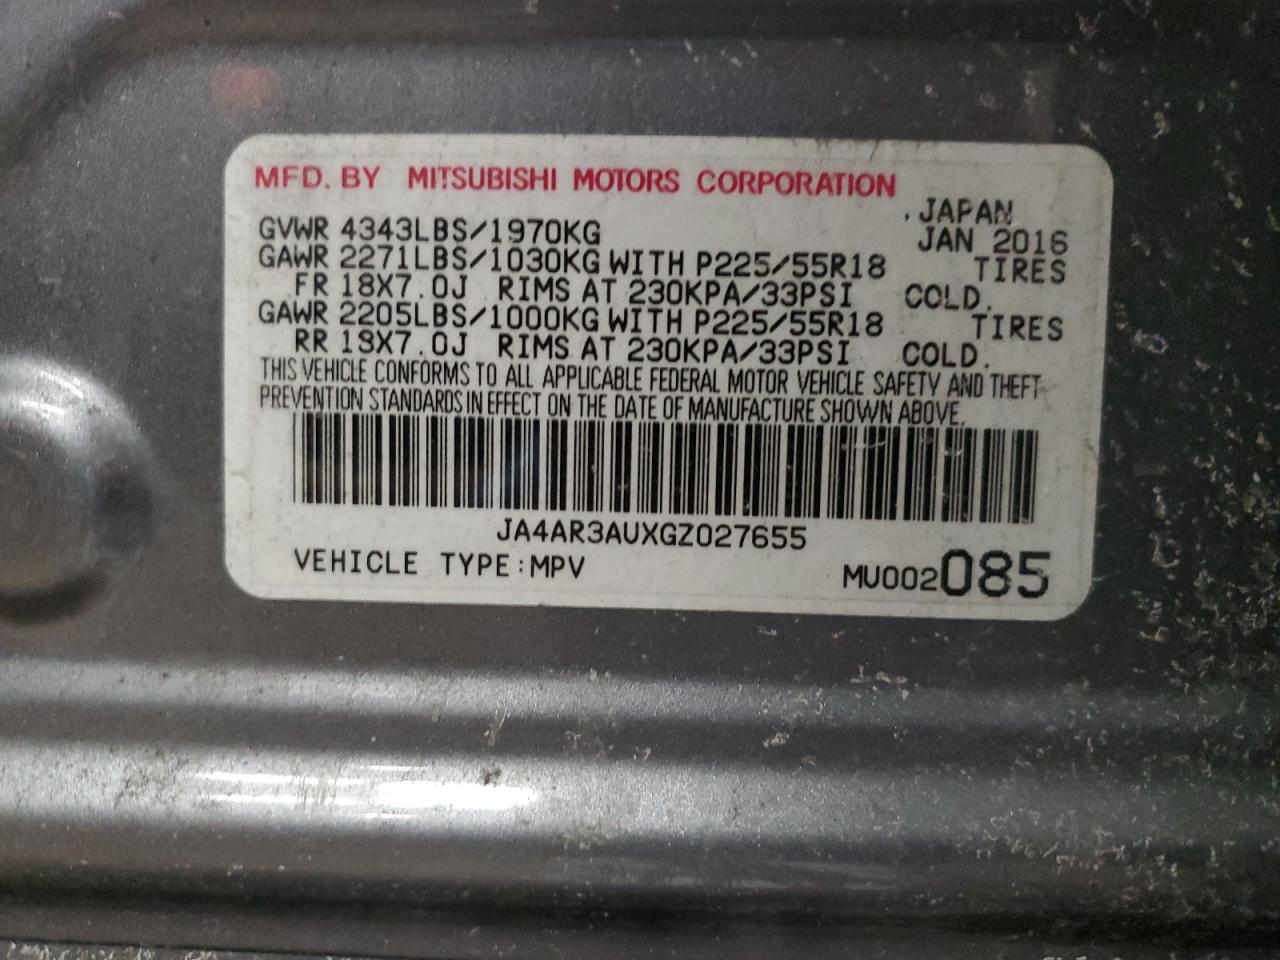 MFD. BY MITSUBISHI MOTORS CORPORATION
JAPAN
GVWR 4343LBS/1970KG JAN 2016
GAWR 2271LBS/1030KG WITH P225/55R18 TIRES
FR 18X7.0J RIMS AT 230KPA/33PSI COLD.
GAWR 2205LBS/1000KG WITH P225/55R18 TIRES
RR 18X7.0J RIMS AT 230KPA/33PSI COLD.
THIS VEHICLE CONFORMS TO ALL APPLICABLE FEDERAL MOTOR VEHICLE SAFETY AND THEFT
PREVENTION STANDARDS IN EFFECT ON THE DATE OF MANUFACTURE SHOWN ABOVE.
JA4AR3AUXGZ027655
VEHICLE TYPE:MPV MU002085